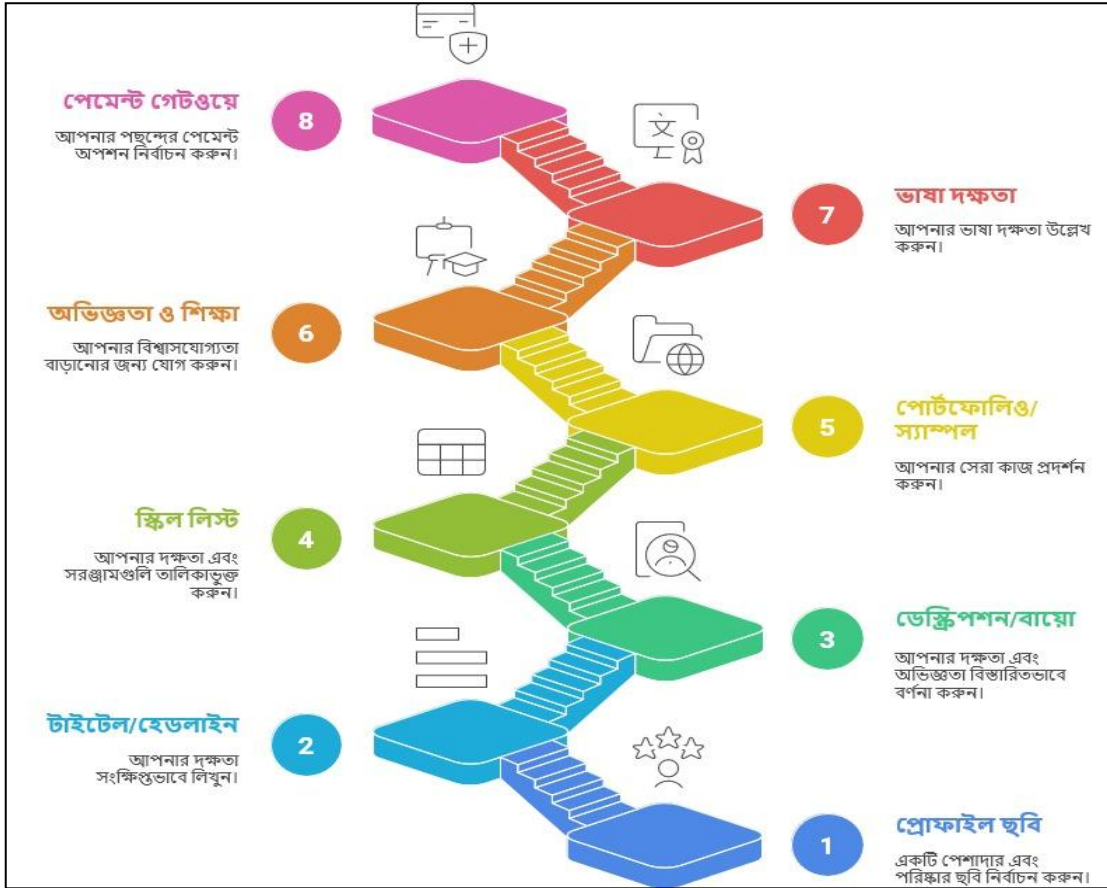 পেমেন্ট গেটওয়ে
8
আপনার পছন্দের পেমেন্ট
অপশন নির্বাচন করুন।
文
7
ভাষা দক্ষতা
আপনার ভাষা দক্ষতা উল্লেখ
করুন।
অভিজ্ঞতা ও শিক্ষা
6
আপনার বিশ্বাসযোগ্যতা
বাড়ানোর জন্য যোগ করুন।
5
পোর্টফোলিও/
স্যাম্পল
আপনার সেরা কাজ প্রদর্শন
করুন।
স্কিল লিস্ট
4
আপনার দক্ষতা এবং
সরঞ্জামগুলি তালিকাভুক্ত
করুন।
3
ডেস্ক্রিপশন/বায়ো
আপনার দক্ষতা এবং
অভিজ্ঞতা বিস্তারিতভাবে
বর্ণনা করুন।
টাইটেল/হেডলাইন
2
আপনার দক্ষতা
সংক্ষিপ্তভাবে লিখুন।
1
প্রোফাইল ছবি
একটি পেশাদার এবং
পরিষ্কার ছবি নির্বাচন করুন।